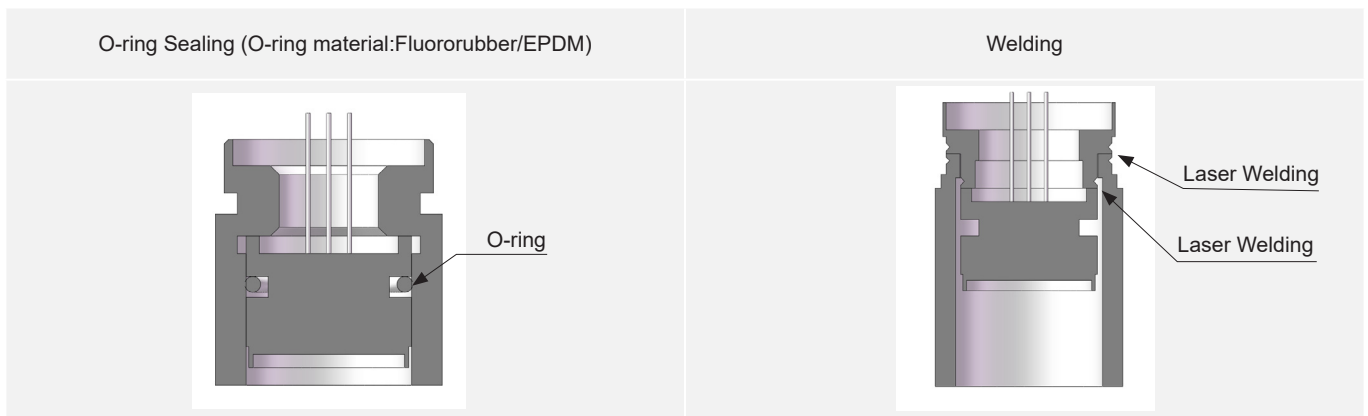 O-ring Sealing (O-ring material:Fluororubber/EPDM)
Welding
O-ring
Laser Welding
Laser Welding